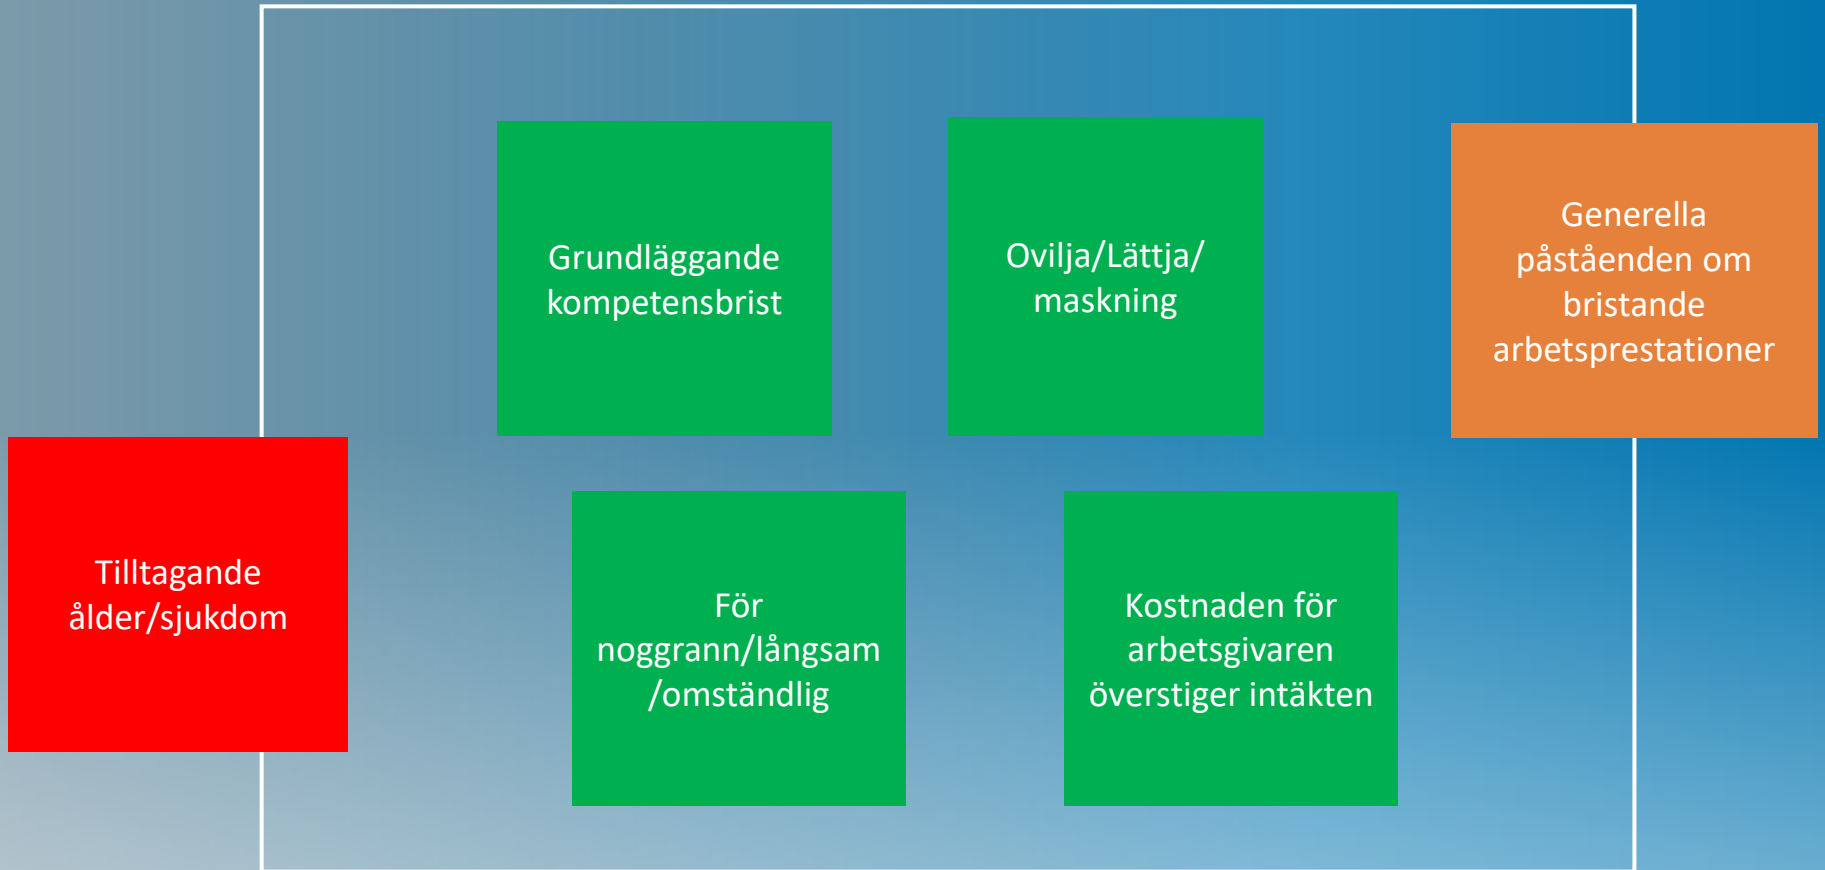 Grundläggande
kompetensbrist
Ovilja/Lättja/
maskning
Generella
påståenden om
bristande
arbetsprestationer
Tilltagande
ålder/sjukdom
För
noggrann/långsam
/omständlig
Kostnaden för
arbetsgivaren
överstiger intäkten